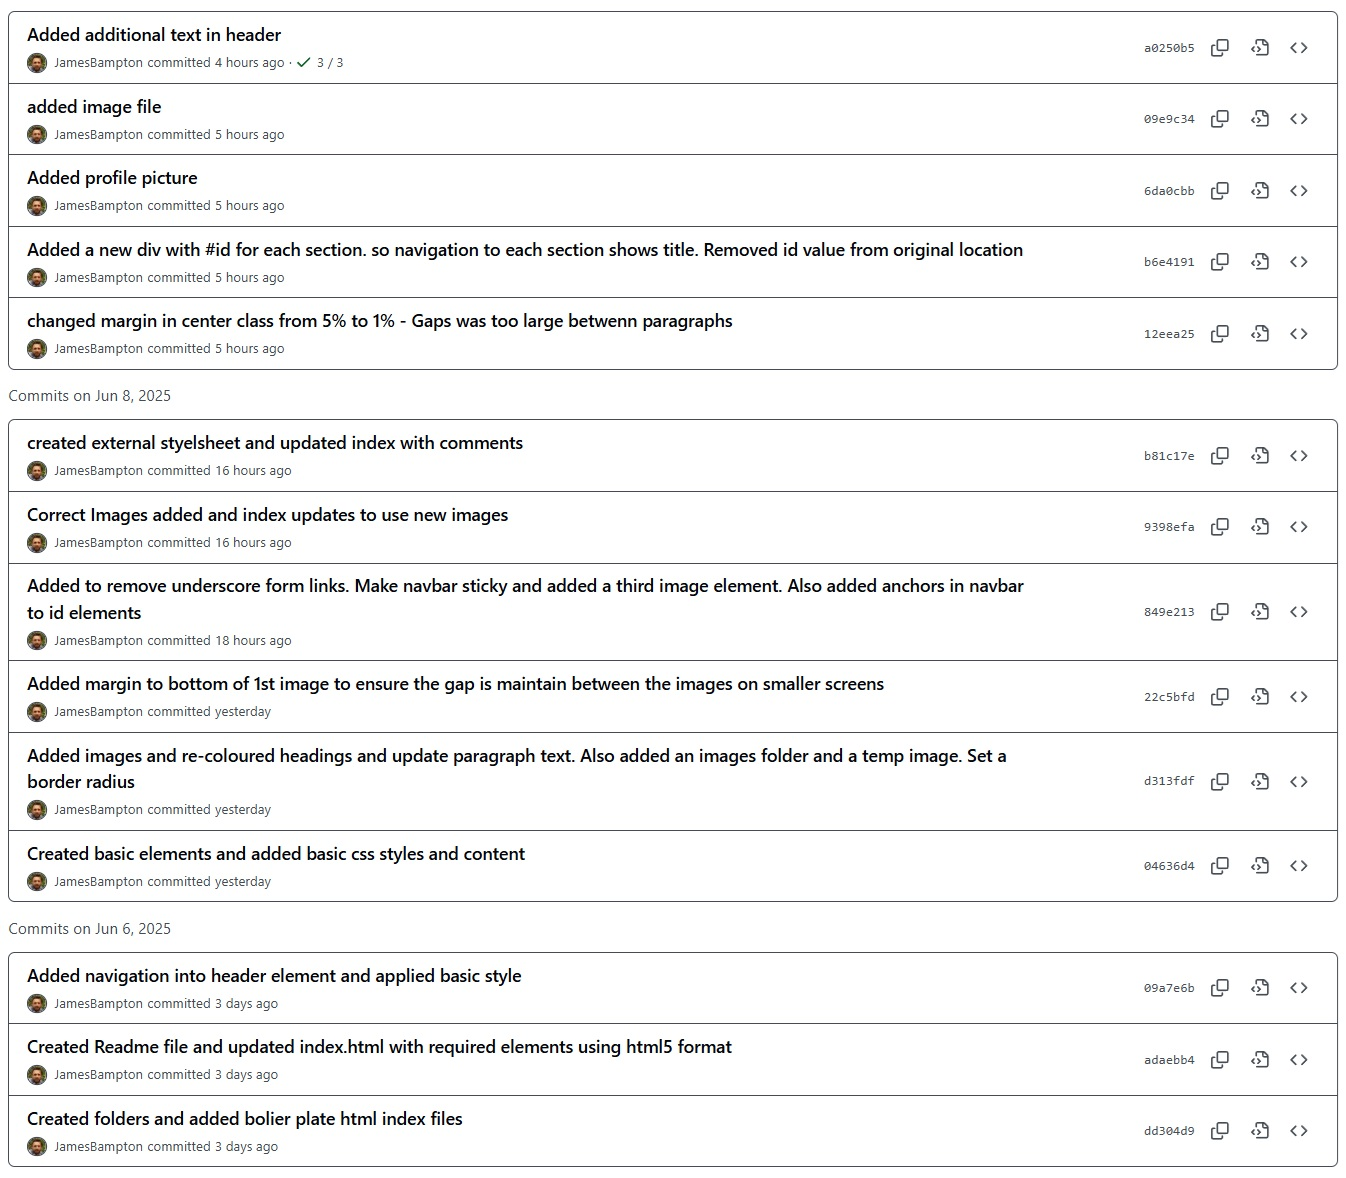 Added additional text in header
JamesBampton committed 4 hours ago · 3 / 3
a0250b5
added image file
JamesBampton committed 5 hours ago
09e9c34
Added profile picture
JamesBampton committed 5 hours ago
6da0cbb
Added a new div with #id for each section. so navigation to each section shows title. Removed id value from original location
JamesBampton committed 5 hours ago
b6e4191
changed margin in center class from 5% to 1% - Gaps was too large betwenn paragraphs
JamesBampton committed 5 hours ago
12eea25
Commits on Jun 8, 2025
created external styelsheet and updated index with comments
JamesBampton committed 16 hours ago
b81c17e
Correct Images added and index updates to use new images
JamesBampton committed 16 hours ago
9398efa
Added to remove underscore form links. Make navbar sticky and added a third image element. Also added anchors in navbar
to id elements
JamesBampton committed 18 hours ago
849e213
Added margin to bottom of 1st image to ensure the gap is maintain between the images on smaller screens
JamesBampton committed yesterday
22c5bfd
Added images and re-coloured headings and update paragraph text. Also added an images folder and a temp image. Set a
border radius
JamesBampton committed yesterday
d313fdf
Created basic elements and added basic css styles and content
JamesBampton committed yesterday
04636d4
Commits on Jun 6, 2025
Added navigation into header element and applied basic style
JamesBampton committed 3 days ago
09a7e6b
Created Readme file and updated index.html with required elements using html5 format
JamesBampton committed 3 days ago
adaebb4
Created folders and added bolier plate html index files
JamesBampton committed 3 days ago
dd304d9